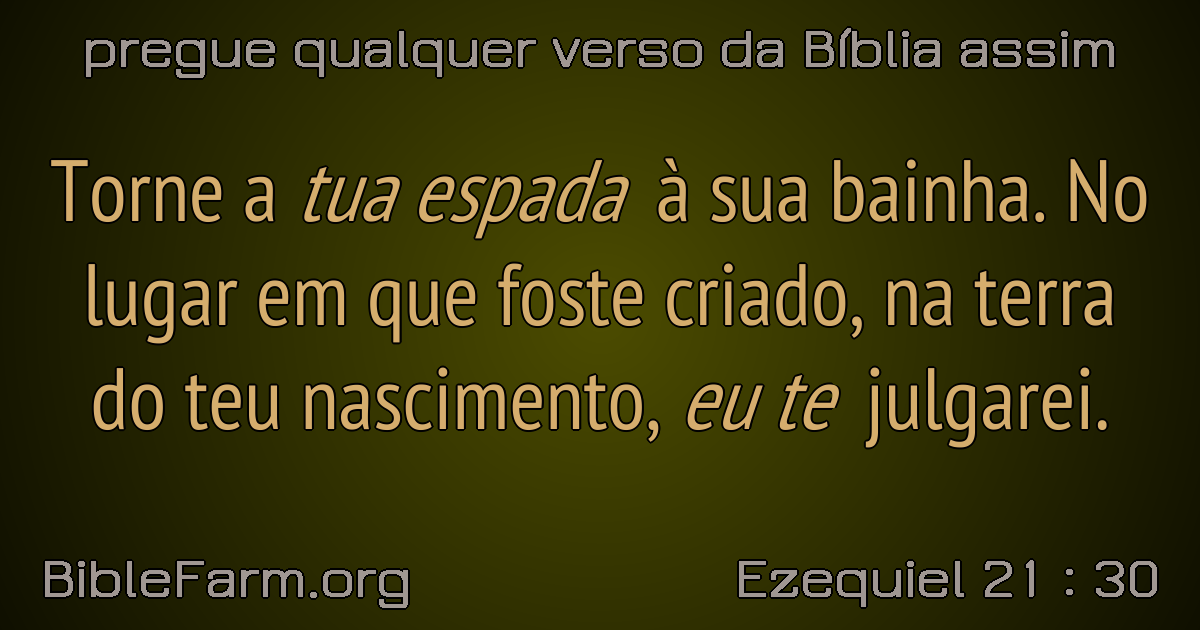 pregue qualquer verso da Bíblia assim
Torne a tua espada à sua bainha. No
lugar em que foste criado, na terra
do teu nascimento, eu te julgarei.
BibleFarm.org
Ezequiel 21 : 30